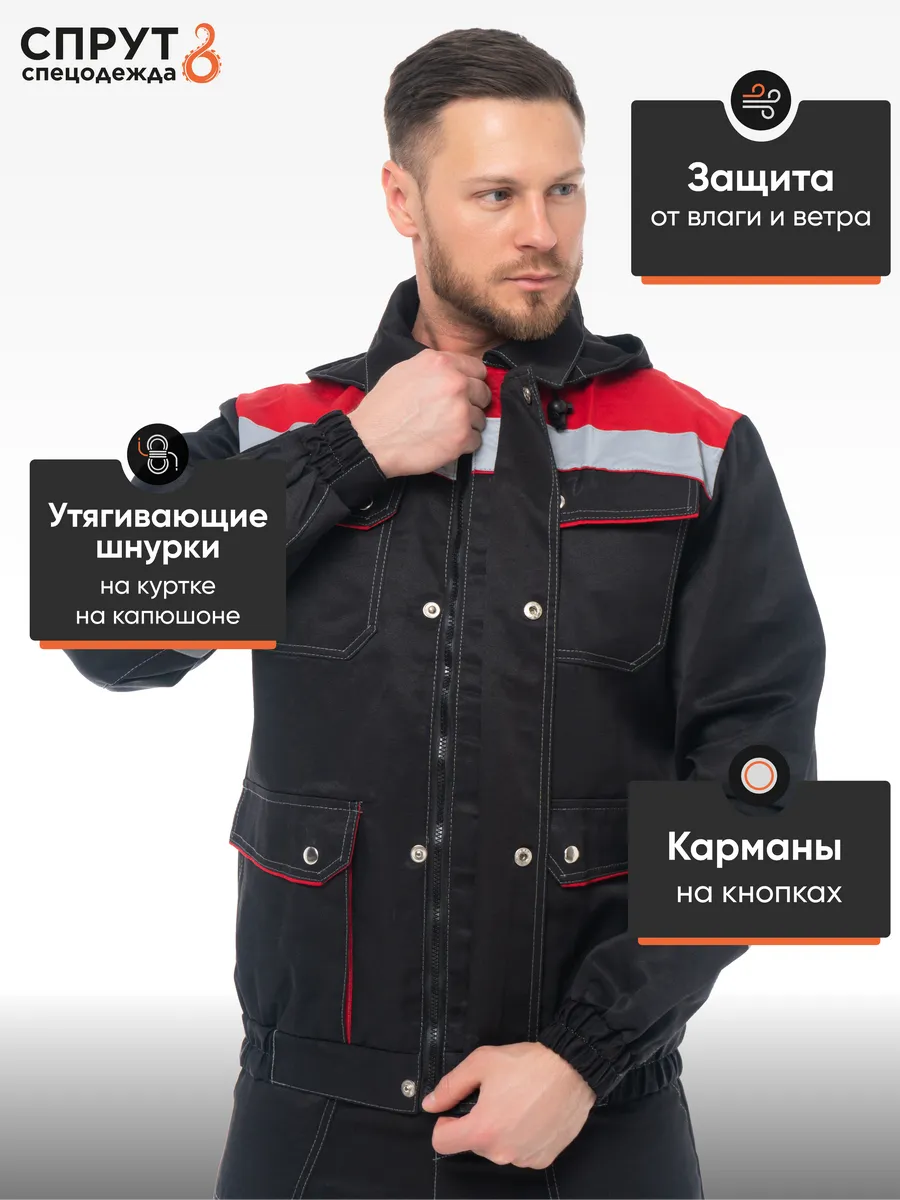 СПРУТ
спецодежда
Защита
от влаги и ветра
Утягивающие
шнурки
на куртке
на капюшоне
Карманы
на кнопках